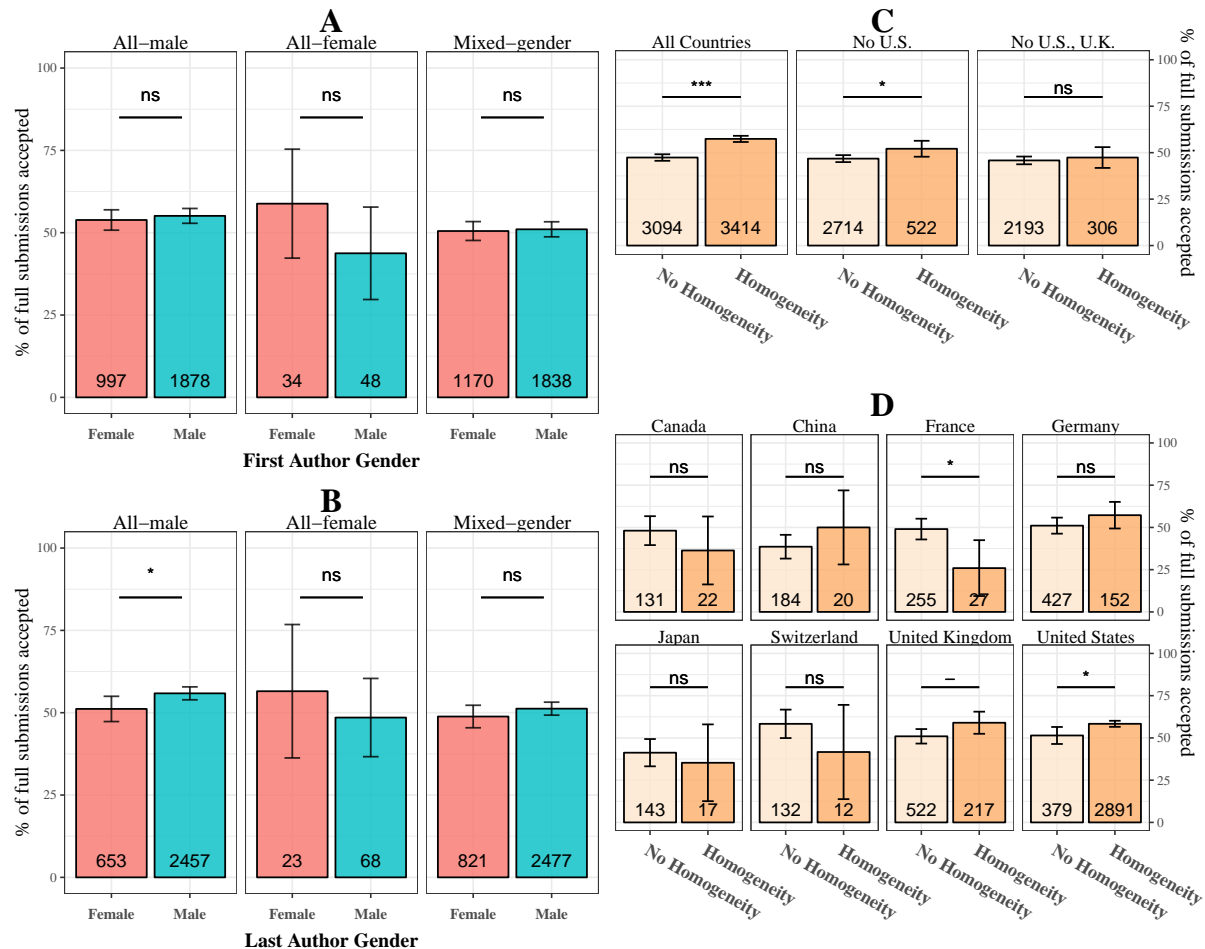 A
All−male
All−female
Mixed−gender
100
75
50
25
0
% of full submissions accepted
ns
ns
ns
997
1878
34
48
1170
1838
Female
Male
Female
Male
Female
Male
First Author Gender
B
All−male
All−female
Mixed−gender
100
75
50
25
0
% of full submissions accepted
*
ns
ns
653
2457
23
68
821
2477
Female
Male
Female
Male
Female
Male
Last Author Gender
C
All Countries
No U.S.
No U.S., U.K.
***
*
ns
3094
3414
2714
522
2193
306
100
75
50
25
0
% of full submissions accepted
No Homogeneity
Homogeneity
No Homogeneity
Homogeneity
No Homogeneity
Homogeneity
D
Canada
China
France
Germany
ns
ns
*
ns
131
22
184
20
255
27
427
152
100
75
50
25
0
Japan
Switzerland
United Kingdom
United States
ns
ns
–
*
143
17
132
12
522
217
379
2891
100
75
50
25
0
% of full submissions accepted
No Homogeneity
Homogeneity
No Homogeneity
Homogeneity
No Homogeneity
Homogeneity
No Homogeneity
Homogeneity